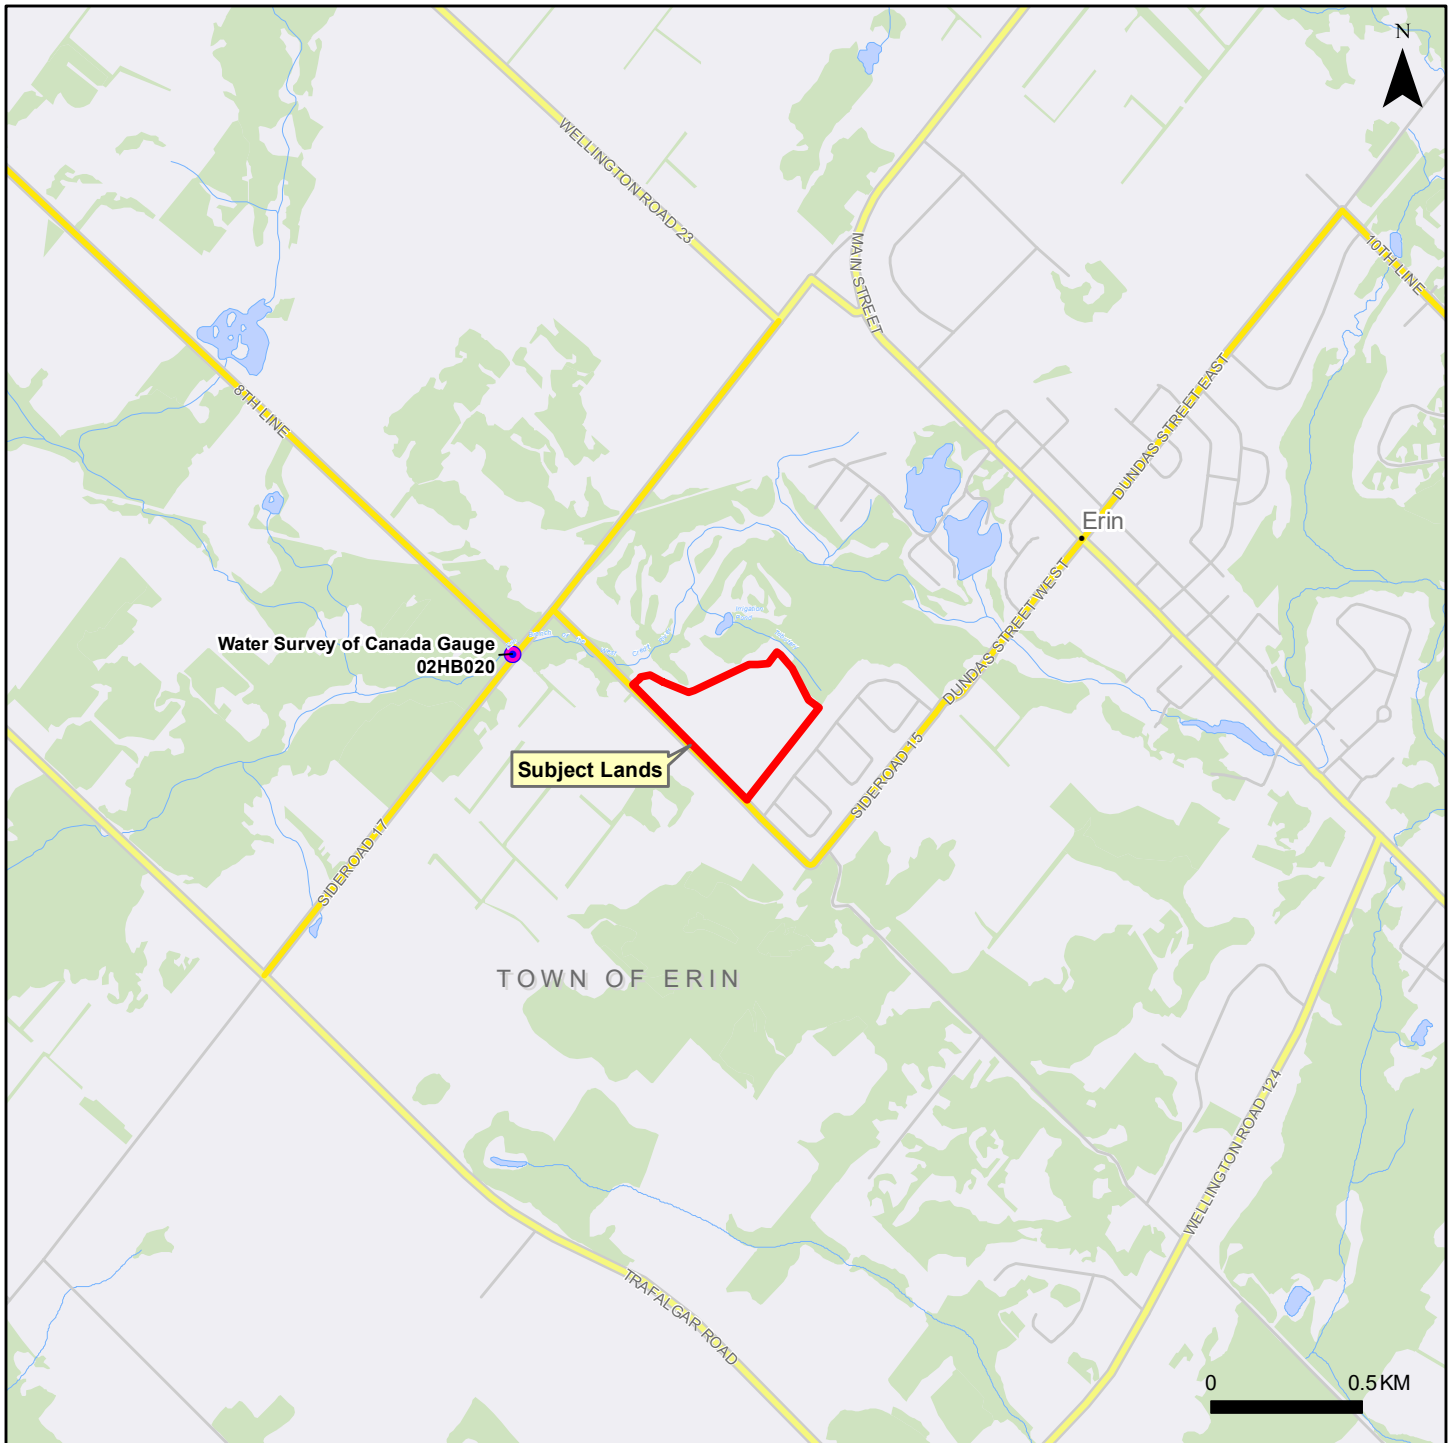 N
WELLINGTON ROAD 23
MAIN STREET
10TH LINE
8TH LINE
DUNDAS STREET EAST
Erin
DUNDAS STREET WEST
Irrigation
Pond
Water Survey of Canada Gauge
02HB020
Subject Lands
SIDEROAD 15
SIDEROAD 17
TOWN OF ERIN
WELLINGTON ROAD 124
TRAFALGAR ROAD
0 0.5 KM